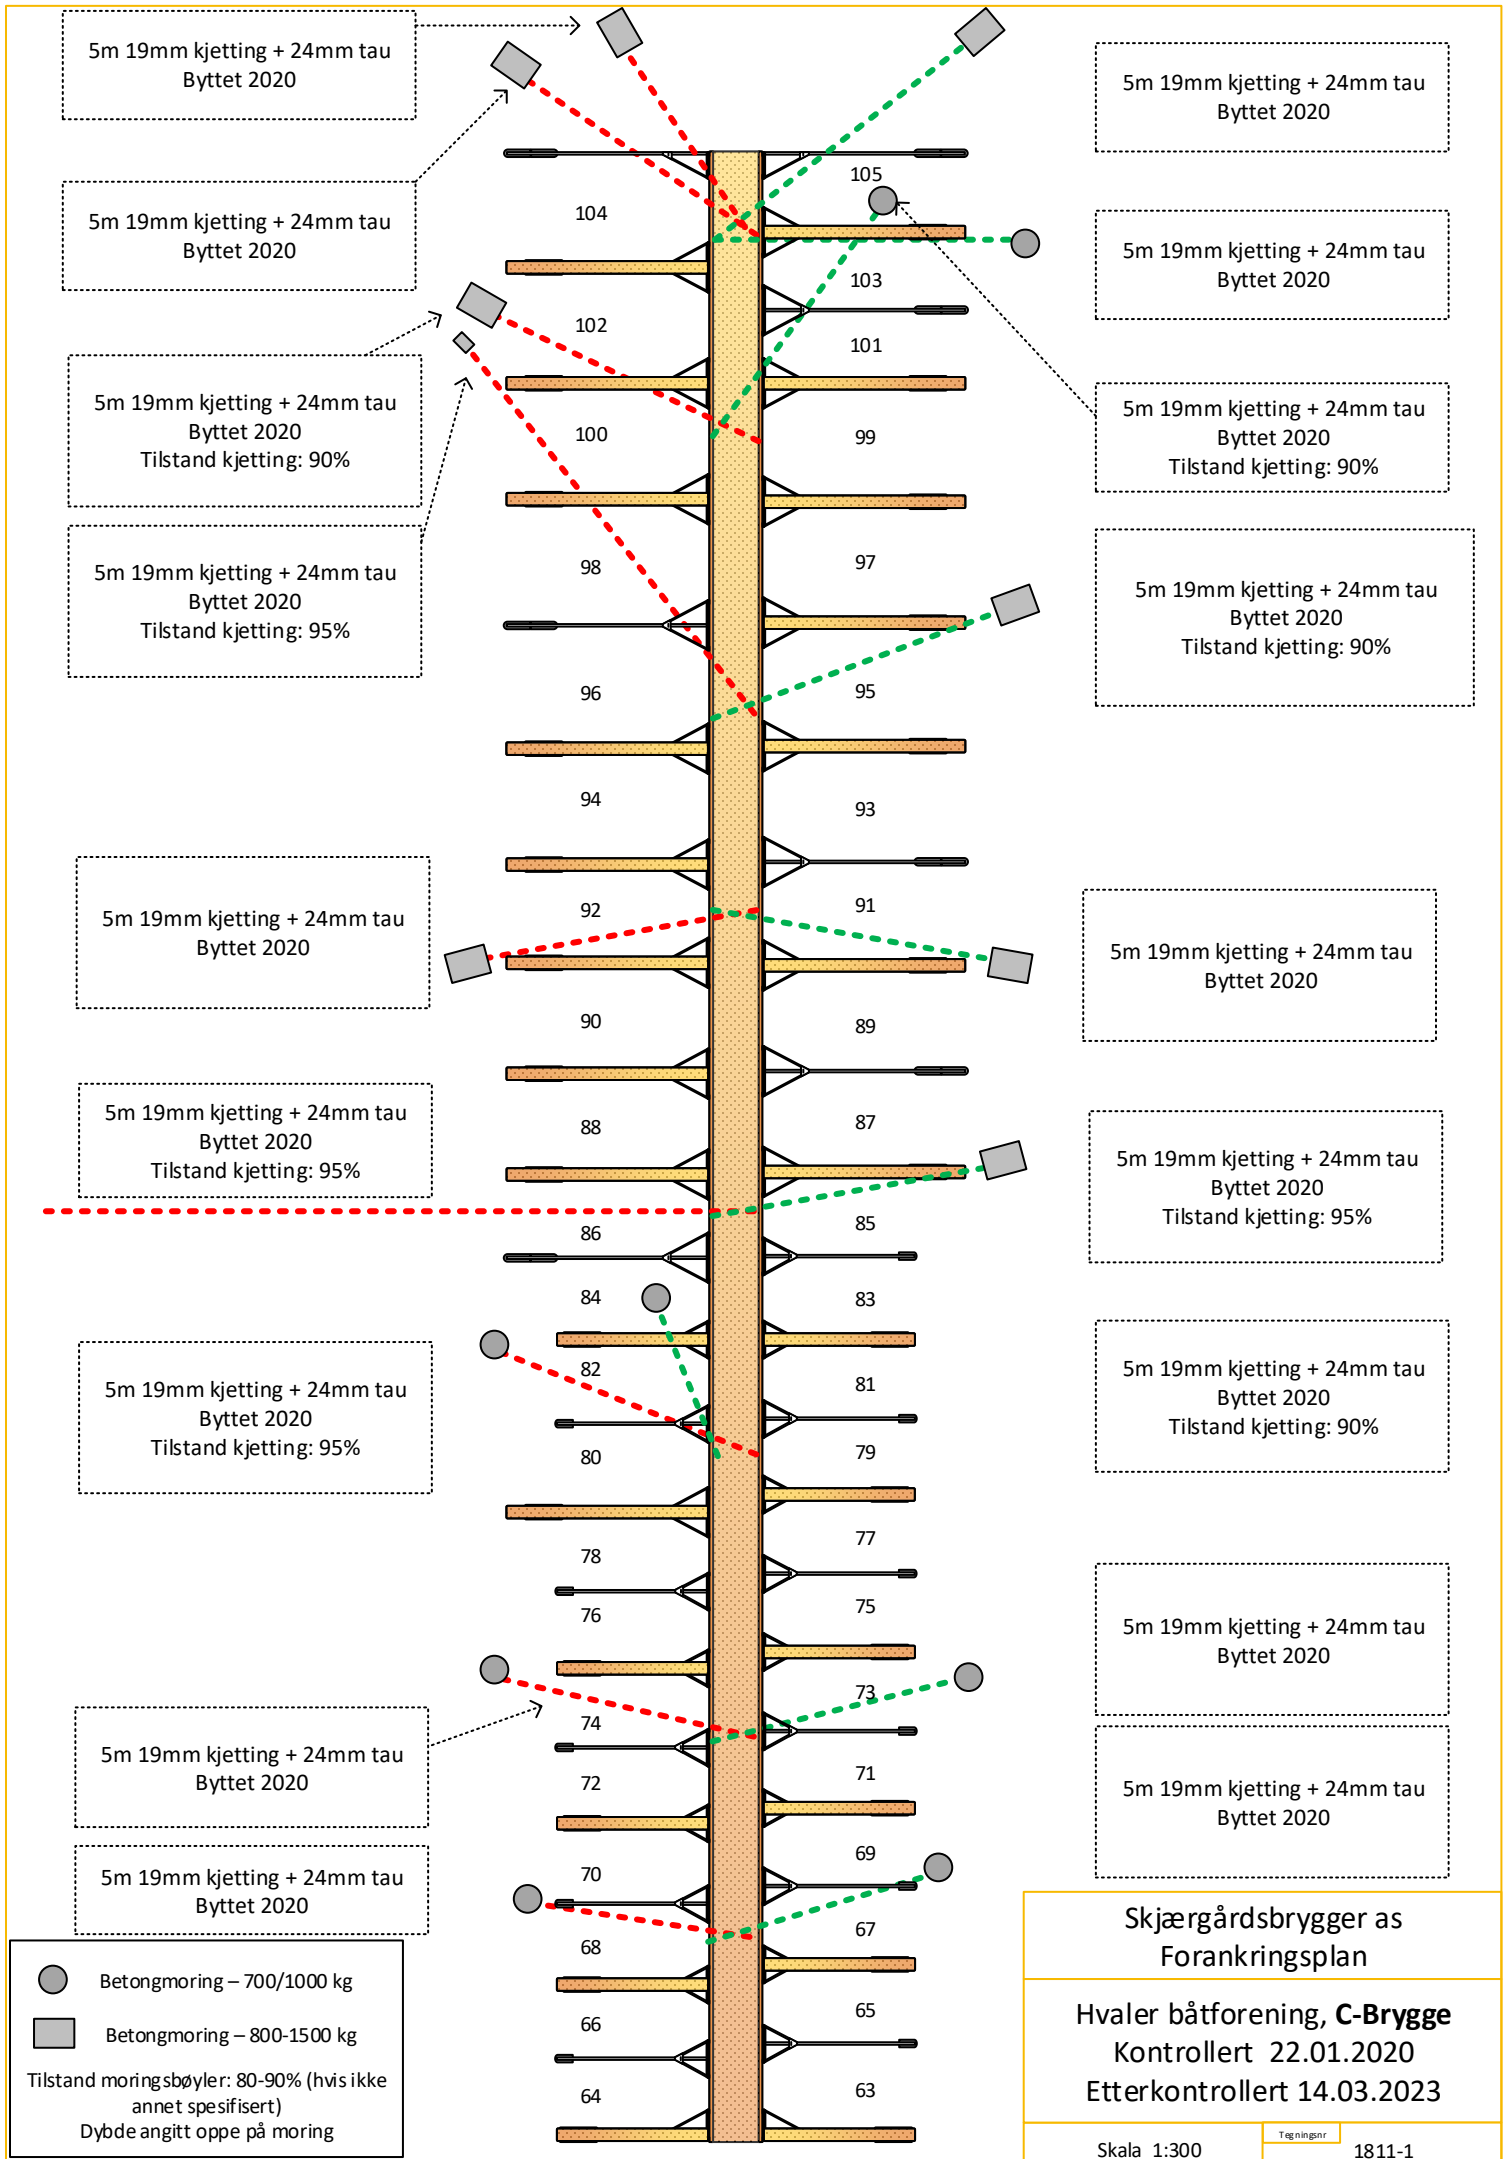 5m 19mm kjetting + 24mm tau
Byttet 2020
5m 19mm kjetting + 24mm tau
Byttet 2020
5m 19mm kjetting + 24mm tau
Byttet 2020
Tilstand kjetting: 90%
5m 19mm kjetting + 24mm tau
Byttet 2020
Tilstand kjetting: 95%
5m 19mm kjetting + 24mm tau
Byttet 2020
5m 19mm kjetting + 24mm tau
Byttet 2020
Tilstand kjetting: 95%
5m 19mm kjetting + 24mm tau
Byttet 2020
Tilstand kjetting: 95%
5m 19mm kjetting + 24mm tau
Byttet 2020
5m 19mm kjetting + 24mm tau
Byttet 2020
104
102
100
98
96
94
92
90
88
86
84
82
80
78
76
74
72
70
68
66
64
105
103
101
99
97
95
93
91
89
87
85
83
81
79
77
75
73
71
69
67
65
63
5m 19mm kjetting + 24mm tau
Byttet 2020
5m 19mm kjetting + 24mm tau
Byttet 2020
5m 19mm kjetting + 24mm tau
Byttet 2020
Tilstand kjetting: 90%
5m 19mm kjetting + 24mm tau
Byttet 2020
Tilstand kjetting: 90%
5m 19mm kjetting + 24mm tau
Byttet 2020
5m 19mm kjetting + 24mm tau
Byttet 2020
Tilstand kjetting: 95%
5m 19mm kjetting + 24mm tau
Byttet 2020
Tilstand kjetting: 90%
5m 19mm kjetting + 24mm tau
Byttet 2020
5m 19mm kjetting + 24mm tau
Byttet 2020
Betongmoring – 700/1000 kg
Betongmoring – 800-1500 kg
Tilstand moringsbøyler: 80-90% (hvis ikke
annet spesifisert)
Dybde angitt oppe på moring
Skjærgårdsbrygger as
Forankringsplan
Hvaler båtforening, C-Brygge
Kontrollert 22.01.2020
Etterkontrollert 14.03.2023
Skala 1:300
Tegningsnr
1811-1